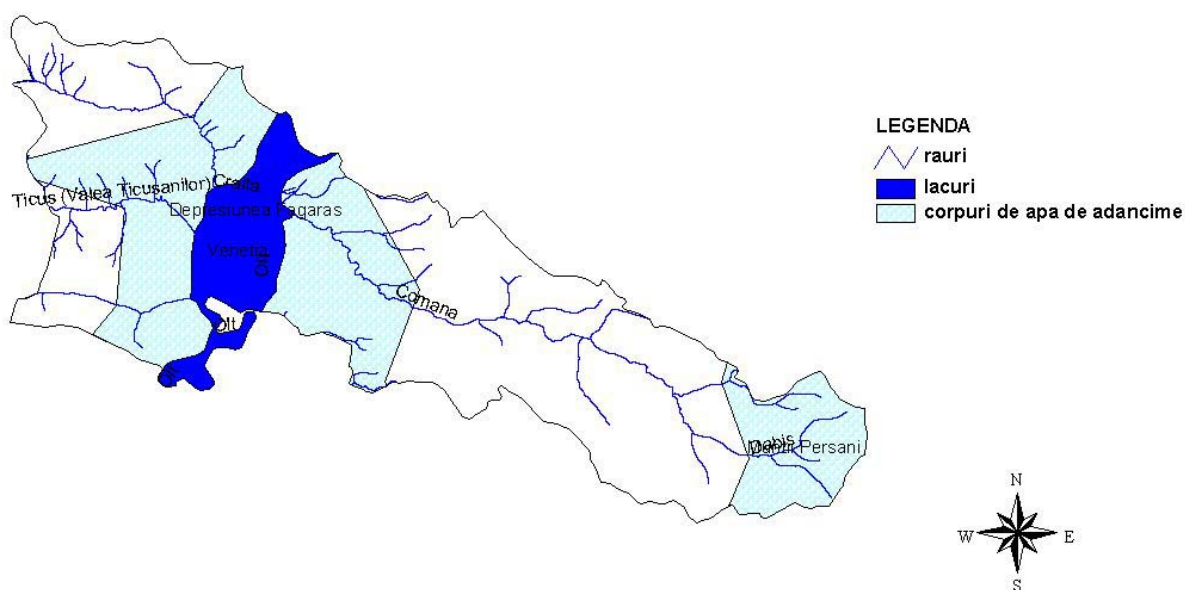 LEGENDA
rauri
lacuri
corpuri de apa de adancime
Ticus (Valea Ticusanilor) Craita
Depresiunea Fagaras
Venetia
Olt
Olt
Comana
Muntii Persani
N
W E
S